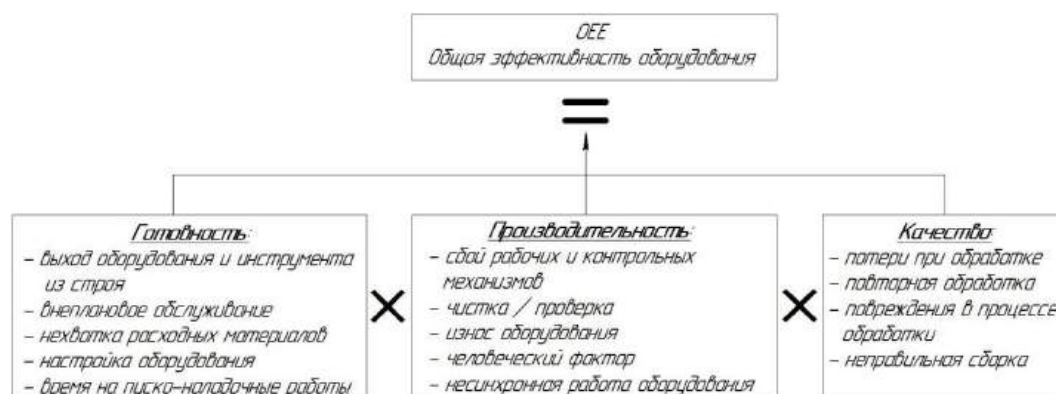 OEE
Общая эффективность оборудования
=
Готовность:
– выход оборудования и инструмента
из строя
– внеплановое обслуживание
– нехватка расходных материалов
– настройка оборудования
– время на пуско-наладочные работы
×
Производительность:
– сбой рабочих и контрольных
механизмов
– чистка / проверка
– износ оборудования
– человеческий фактор
– несинхронная работа оборудования
×
Качество:
– потери при обработке
– повторная обработка
– повреждения в процессе
обработки
– неправильная сборка